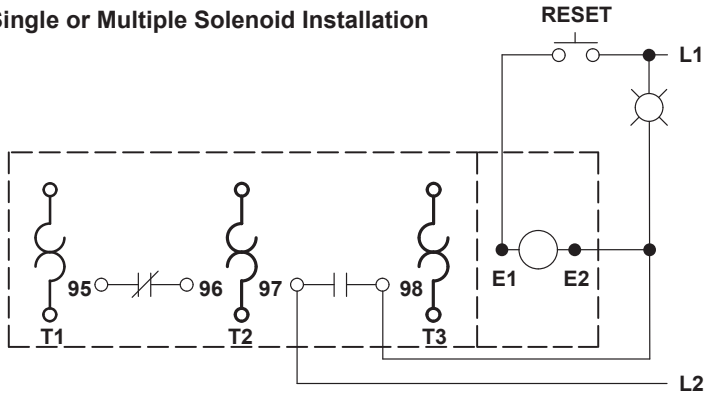 Single or Multiple Solenoid Installation
RESET
L1
E1 E2
95 96 97 98
T1 T2 T3
L2